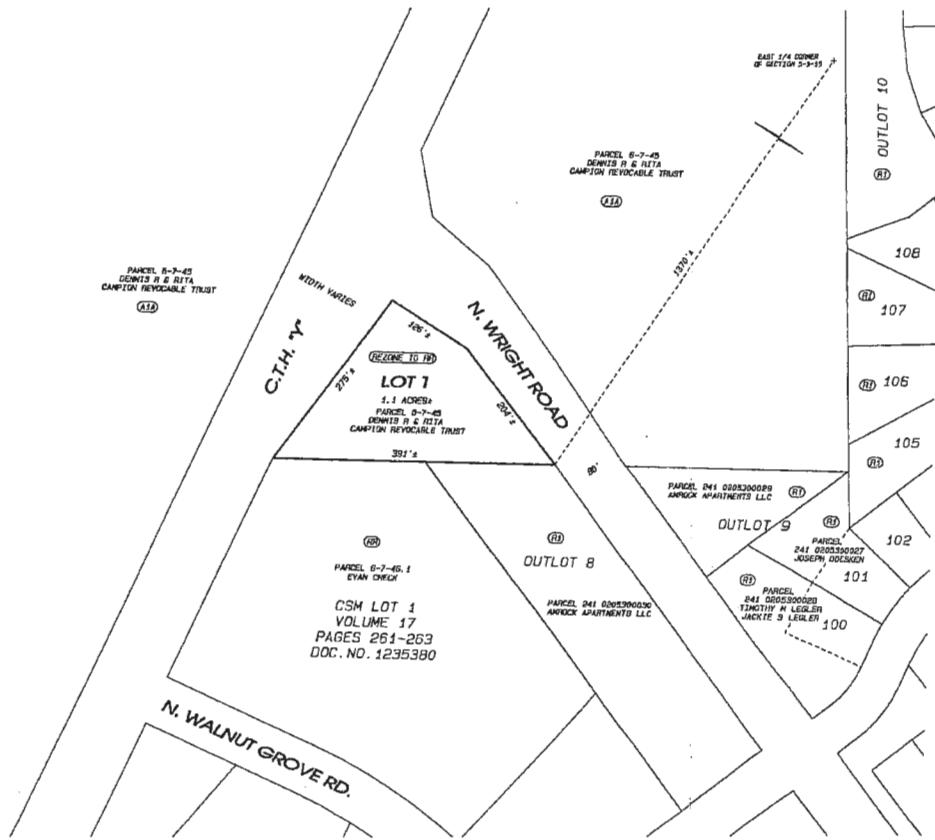 EAST 1/4 CORNER
OF SECTION 5-3-13
OUTLOT 10
R1
PARCEL 6-7-45
DENNIS R & RITA
CAMPION REVOCABLE TRUST
A1A
108
R1
107
1370'±
PARCEL 6-7-45
DENNIS R & RITA
CAMPION REVOCABLE TRUST
A1A
WIDTH VARIES
C.T.H. "Y"
N. WRIGHT ROAD
126'±
275'±
204'±
REZONE TO RR
LOT 1
1.1 ACRES±
PARCEL 6-7-45
DENNIS R & RITA
CAMPION REVOCABLE TRUST
391'±
80'
R1
106
105
R1
PARCEL 241 0205300029
AMROCK APARTMENTS LLC
R1
OUTLOT 9
R1
PARCEL
241 0205300027
JOSEPH
102
101
R1
PARCEL
241 0205300028
TIMOTHY M LEGLER
JACKIE S LEGLER
100
R1
OUTLOT 8
PARCEL 241 0205300030
AMROCK APARTMENTS LLC
RR
PARCEL 6-7-46.1
EVAN CHECK
CSM LOT 1
VOLUME 17
PAGES 261-263
DOC. NO. 1235380
N. WALNUT GROVE RD.